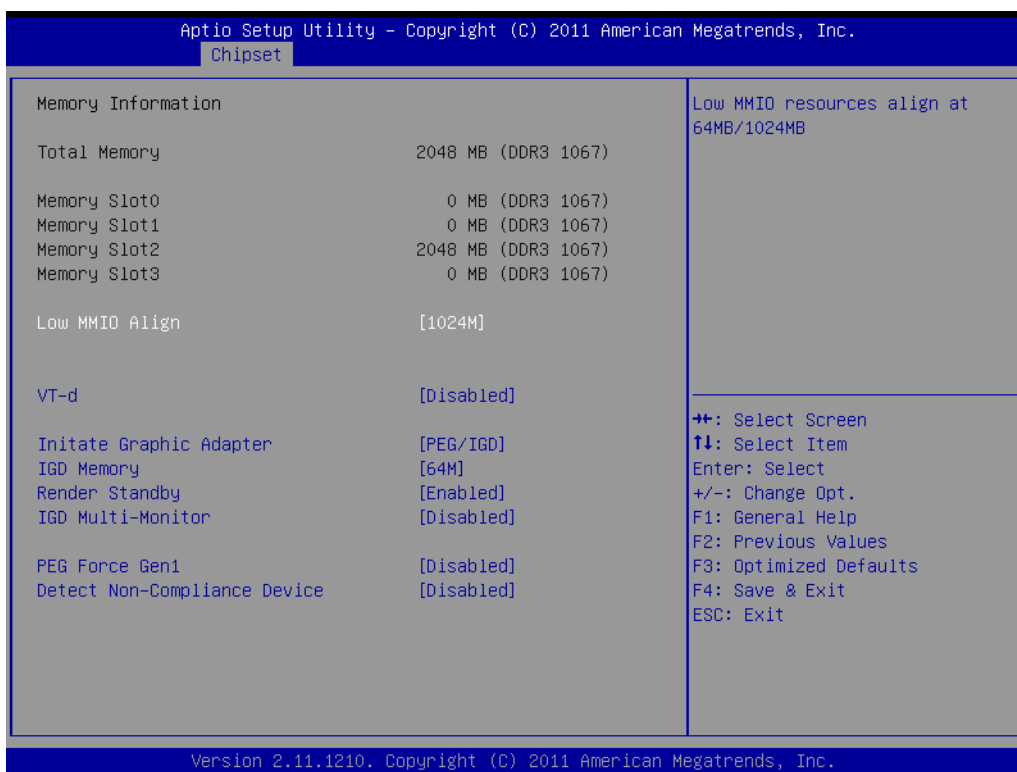 Aptio Setup Utility – Copyright (C) 2011 American Megatrends, Inc.
Chipset
Memory Information
Total Memory 2048 MB (DDR3 1067)
Memory Slot0 0 MB (DDR3 1067)
Memory Slot1 0 MB (DDR3 1067)
Memory Slot2 2048 MB (DDR3 1067)
Memory Slot3 0 MB (DDR3 1067)
Low MMIO Align [1024M]
VT-d [Disabled]
Initate Graphic Adapter [PEG/IGD]
IGD Memory [64M]
Render Standby [Enabled]
IGD Multi-Monitor [Disabled]
PEG Force Gen1 [Disabled]
Detect Non-Compliance Device [Disabled]
Low MMIO resources align at
64MB/1024MB
→←: Select Screen
↑↓: Select Item
Enter: Select
+/-: Change Opt.
F1: General Help
F2: Previous Values
F3: Optimized Defaults
F4: Save & Exit
ESC: Exit
Version 2.11.1210. Copyright (C) 2011 American Megatrends, Inc.